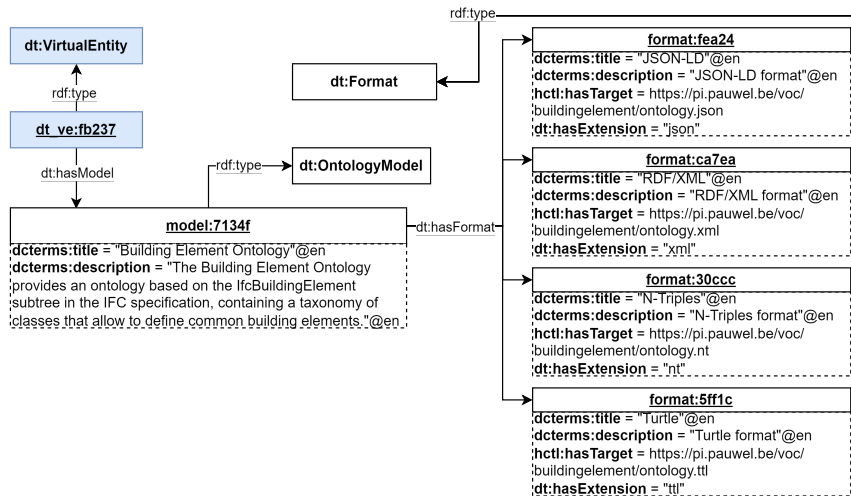 rdf:type
dt:VirtualEntity
rdf:type
dt_ve:fb237
dt:hasModel
dt:Format
rdf:type
dt:OntologyModel
model:7134f
dcterms:title = "Building Element Ontology"@en
dcterms:description = "The Building Element Ontology
provides an ontology based on the IfcBuildingElement
subtree in the IFC specification, containing a taxonomy of
classes that allow to define common building elements."@en
dt:hasFormat
format:fea24
dcterms:title = "JSON-LD"@en
dcterms:description = "JSON-LD format"@en
hctl:hasTarget = https://pi.pauwel.be/voc/
buildingelement/ontology.json
dt:hasExtension = "json"
format:ca7ea
dcterms:title = "RDF/XML"@en
dcterms:description = "RDF/XML format"@en
hctl:hasTarget = https://pi.pauwel.be/voc/
buildingelement/ontology.xml
dt:hasExtension = "xml"
format:30ccc
dcterms:title = "N-Triples"@en
dcterms:description = "N-Triples format"@en
hctl:hasTarget = https://pi.pauwel.be/voc/
buildingelement/ontology.nt
dt:hasExtension = "nt"
format:5ff1c
dcterms:title = "Turtle"@en
dcterms:description = "Turtle format"@en
hctl:hasTarget = https://pi.pauwel.be/voc/
buildingelement/ontology.ttl
dt:hasExtension = "ttl"